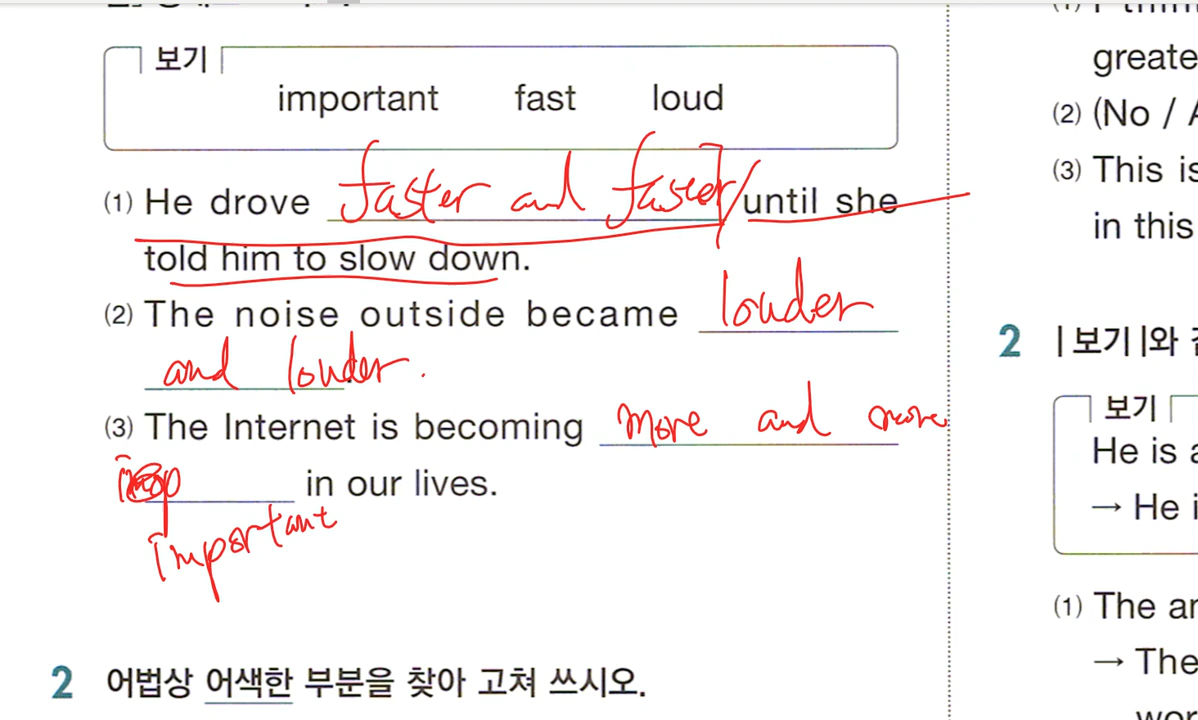 보기
important fast loud
(1) He drove faster and faster / until she
told him to slow down.
(2) The noise outside became louder
and louder.
(3) The Internet is becoming more and more
in our lives.
important
2 어법상 어색한 부분을 찾아 고쳐 쓰시오.
greate
(2) (No / A
(3) This is
in this
2 |보기|와
보기
He is a
→ He i
(1) The ar
→ The